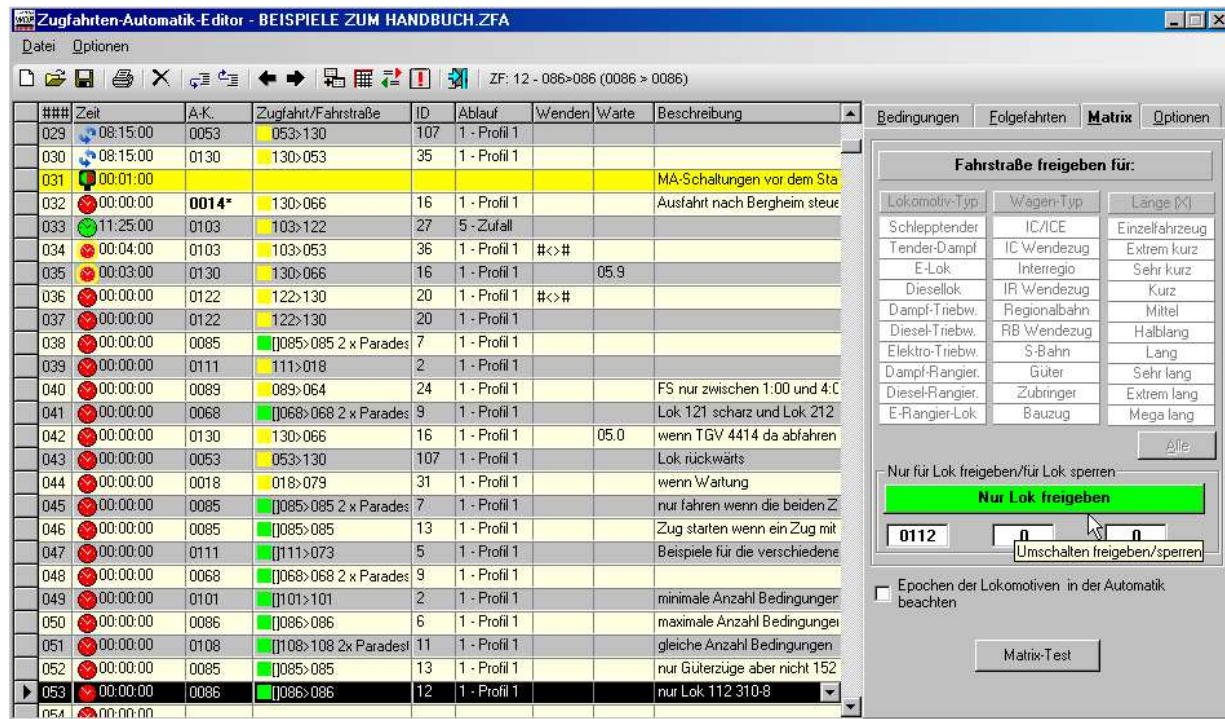 Zugfahrten-Automatik-Editor - BEISPIELE ZUM HANDBUCH.ZFA
Datei Optionen
ZF: 12 - 086>086 (0086 > 0086)
### Zeit A.-K. Zugfahrt/Fahrstraße ID Ablauf Wenden Warte Beschreibung
029 08:15:00 0053 053>130 107 1 - Profil 1
030 08:15:00 0130 130>053 35 1 - Profil 1
031 00:01:00 MA-Schaltungen vor dem Sta
032 00:00:00 0014* 130>066 16 1 - Profil 1 Ausfahrt nach Bergheim steue
033 11:25:00 0103 103>122 27 5 - Zufall
034 00:04:00 0103 103>053 36 1 - Profil 1 #<>#
035 00:03:00 0130 130>066 16 1 - Profil 1 05.9
036 00:00:00 0122 122>130 20 1 - Profil 1 #<>#
037 00:00:00 0122 122>130 20 1 - Profil 1
038 00:00:00 0085 []085>085 2 x Parades 7 1 - Profil 1
039 00:00:00 0111 111>018 2 1 - Profil 1
040 00:00:00 0089 089>064 24 1 - Profil 1 FS nur zwischen 1:00 und 4:0
041 00:00:00 0068 []068>068 2 x Parades 9 1 - Profil 1 Lok 121 scharz und Lok 212
042 00:00:00 0130 130>066 16 1 - Profil 1 05.0 wenn TGV 4414 da abfahren
043 00:00:00 0053 053>130 107 1 - Profil 1 Lok rückwärts
044 00:00:00 0018 018>079 31 1 - Profil 1 wenn Wartung
045 00:00:00 0085 []085>085 2 x Parades 7 1 - Profil 1 nur fahren wenn die beiden Z
046 00:00:00 0085 []085>085 13 1 - Profil 1 Zug starten wenn ein Zug mit
047 00:00:00 0111 []111>073 5 1 - Profil 1 Beispiele für die verschiedene
048 00:00:00 0068 []068>068 2 x Parades 9 1 - Profil 1
049 00:00:00 0101 []101>101 2 1 - Profil 1 minimale Anzahl Bedingunger
050 00:00:00 0086 []086>086 6 1 - Profil 1 maximale Anzahl Bedingunge
051 00:00:00 0108 []108>108 2x Paradesl 11 1 - Profil 1 gleiche Anzahl Bedingungen
052 00:00:00 0085 []085>085 13 1 - Profil 1 nur Güterzüge aber nicht 152
053 00:00:00 0086 []086>086 12 1 - Profil 1 nur Lok 112 310-8
054 00:00:00
Bedingungen Folgefahrten Matrix Optionen
Fahrstraße freigeben für:
Lokomotiv-Typ Wagen-Typ Länge [X]
Schlepptender IC/ICE Einzelfahrzeug
Tender-Dampf IC Wendezug Extrem kurz
E-Lok Interregio Sehr kurz
Diesellok IR Wendezug Kurz
Dampf-Triebw. Regionalbahn Mittel
Diesel-Triebw. RB Wendezug Halblang
Elektro-Triebw. S-Bahn Lang
Dampf-Rangier. Güter Sehr lang
Diesel-Rangier. Zubringer Extrem lang
E-Rangier-Lok Bauzug Mega lang
Alle
Nur für Lok freigeben/für Lok sperren
Nur Lok freigeben
0112 0 0
Umschalten freigeben/sperren
Epochen der Lokomotiven in der Automatik
beachten
Matrix-Test